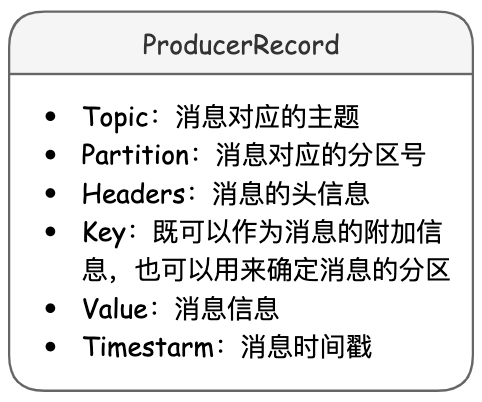 ProducerRecord
• Topic：消息对应的主题
• Partition：消息对应的分区号
• Headers：消息的头信息
• Key：既可以作为消息的附加信
息，也可以用来确定消息的分区
• Value：消息信息
• Timestarm：消息时间戳